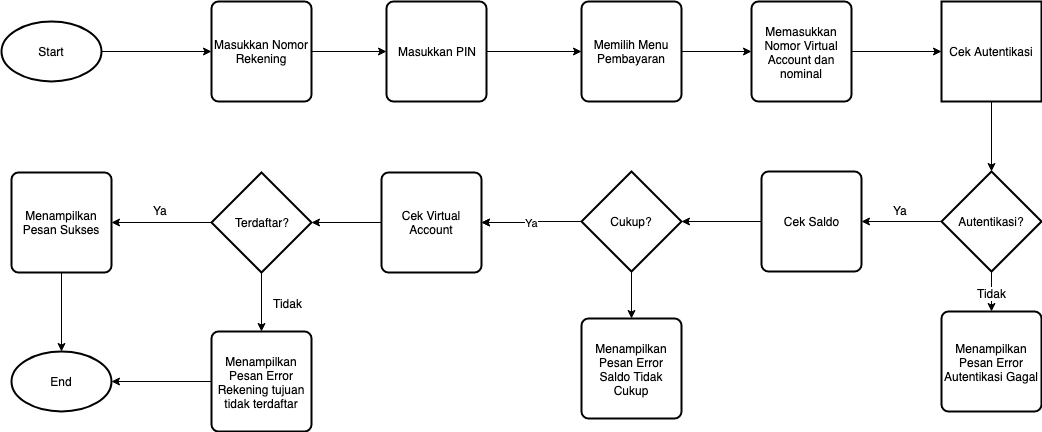 Start
Masukkan Nomor
Rekening
Masukkan PIN
Memilih Menu
Pembayaran
Memasukkan
Nomor Virtual
Account dan
nominal
Cek Autentikasi
Autentikasi?
Ya
Cek Saldo
Cukup?
Ya
Cek Virtual
Account
Terdaftar?
Ya
Menampilkan
Pesan Sukses
Tidak
Tidak
Menampilkan
Pesan Error
Autentikasi Gagal
Menampilkan
Pesan Error
Saldo Tidak
Cukup
Menampilkan
Pesan Error
Rekening tujuan
tidak terdaftar
End